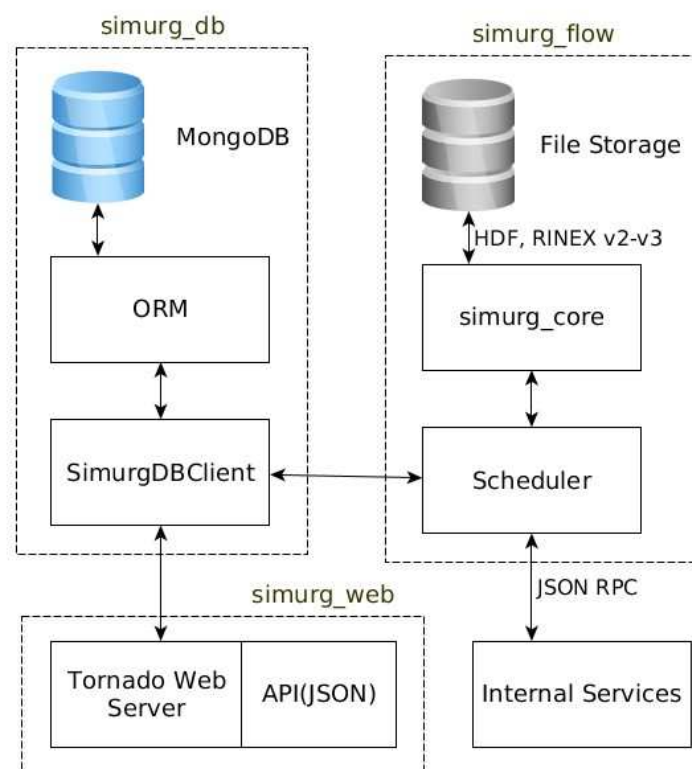 simurg_db
simurg_flow
MongoDB
File Storage
HDF, RINEX v2-v3
ORM
simurg_core
SimurgDBClient
Scheduler
JSON RPC
simurg_web
Tornado Web
Server
API(JSON)
Internal Services